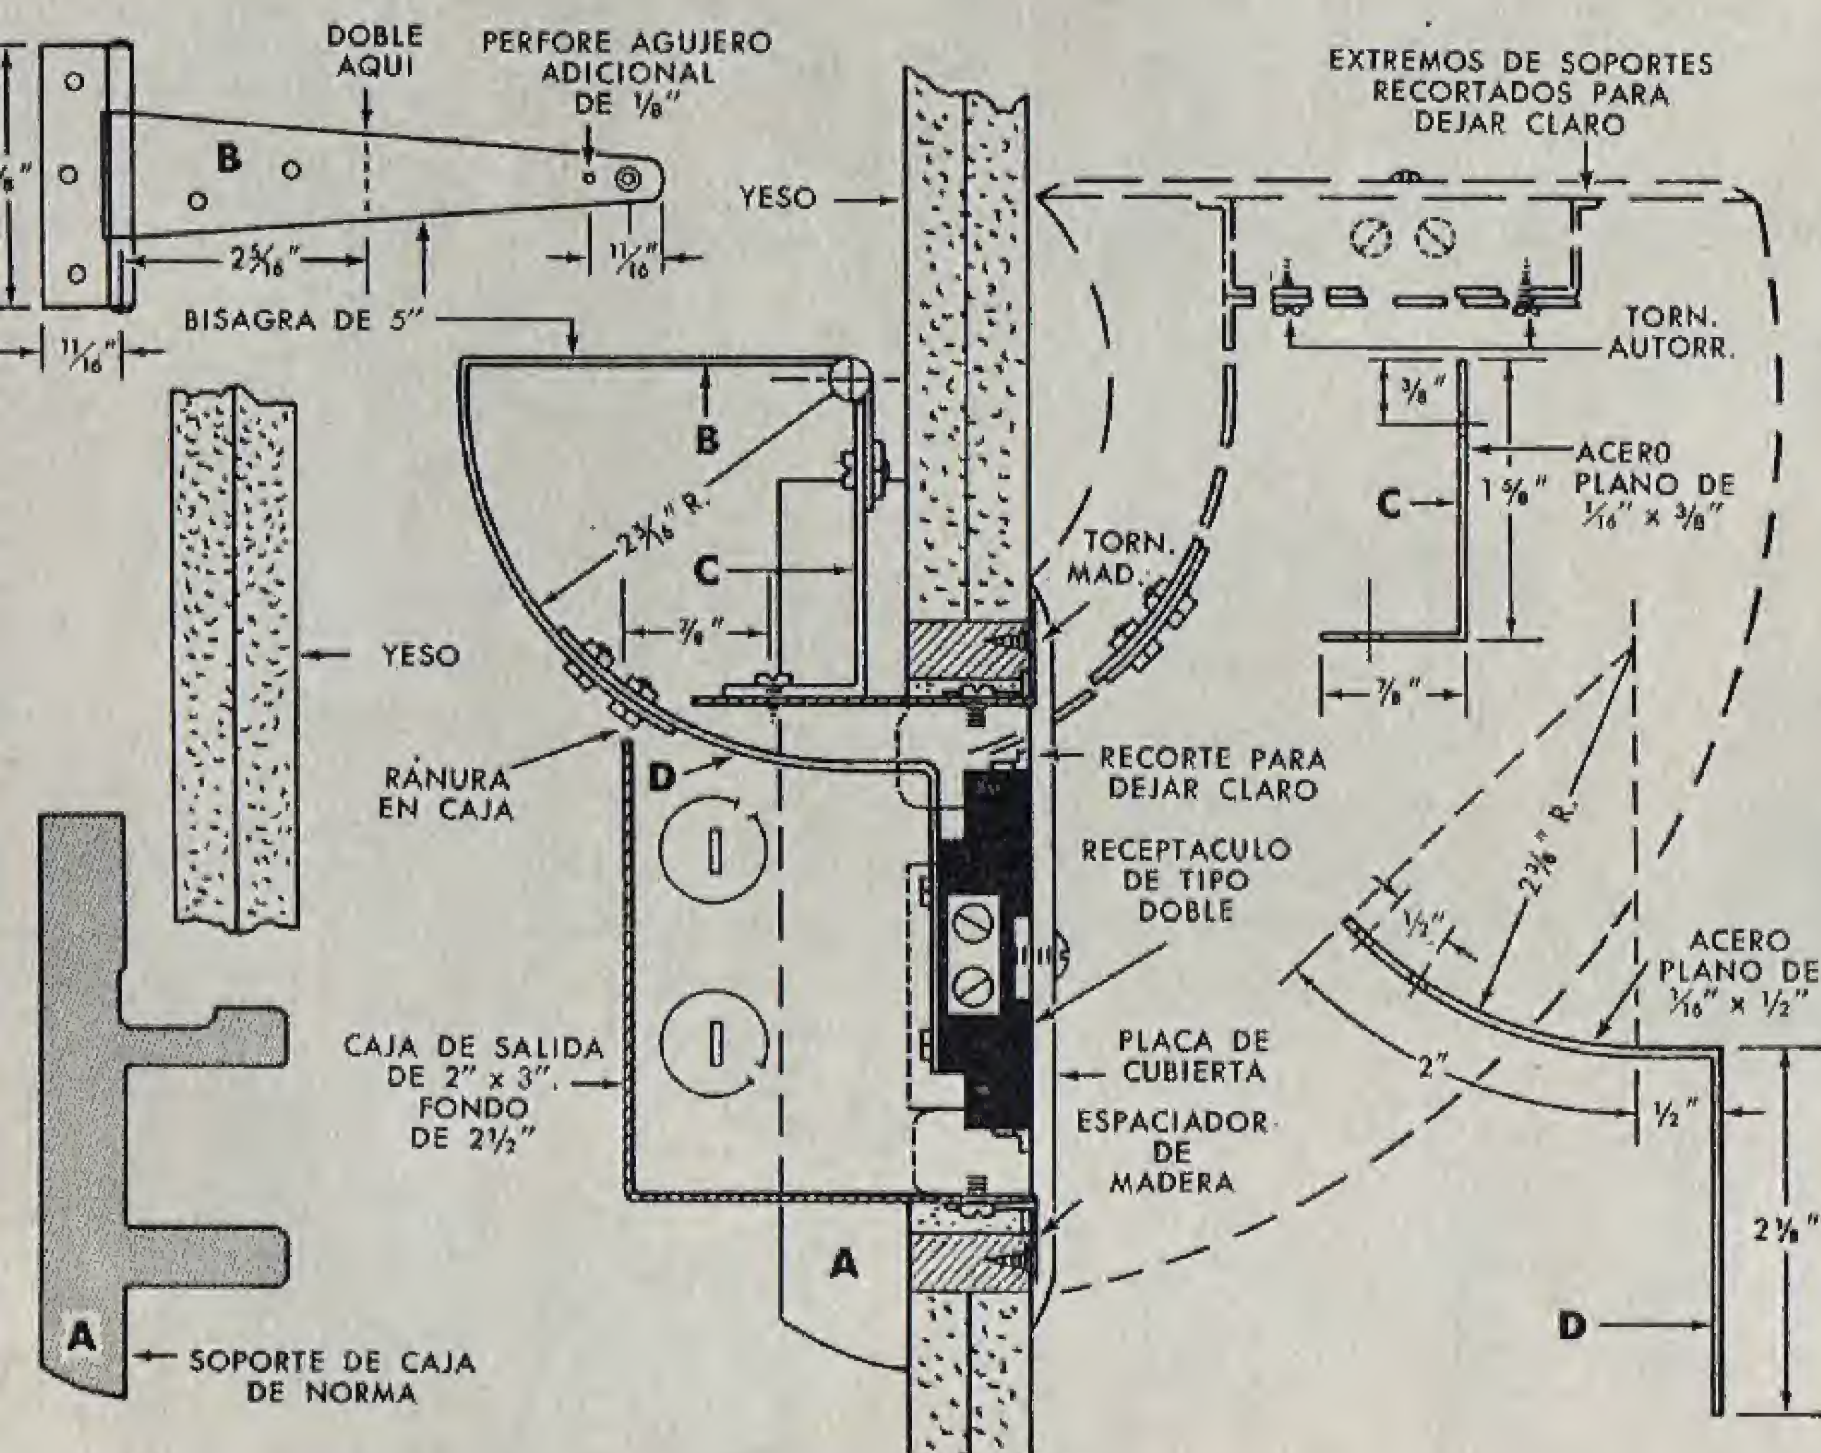 DOBLE
AQUI
PERFORE AGUJERO
ADICIONAL
DE 1/8"
EXTREMOS DE SOPORTES
RECORTADOS PARA
DEJAR CLARO
B
YESO
2 5/16"
11/16"
BISAGRA DE 5"
11/16"
TORN.
AUTORR.
3/8"
B
ACERO
PLANO DE
1/16" x 3/8"
1 5/8"
C
2 3/16" R.
C
TORN.
MAD.
7/8"
YESO
7/8"
RANURA
EN CAJA
D
RECORTE PARA
DEJAR CLARO
2 3/16" R.
RECEPTACULO
DE TIPO
DOBLE
1/2"
ACERO
PLANO DE
1/16" x 1/2"
CAJA DE SALIDA
DE 2" x 3".
FONDO
DE 2 1/2"
PLACA DE
CUBIERTA
2"
1/2"
ESPACIADOR
DE
MADERA
2 1/8"
A
A
D
SOPORTE DE CAJA
DE NORMA